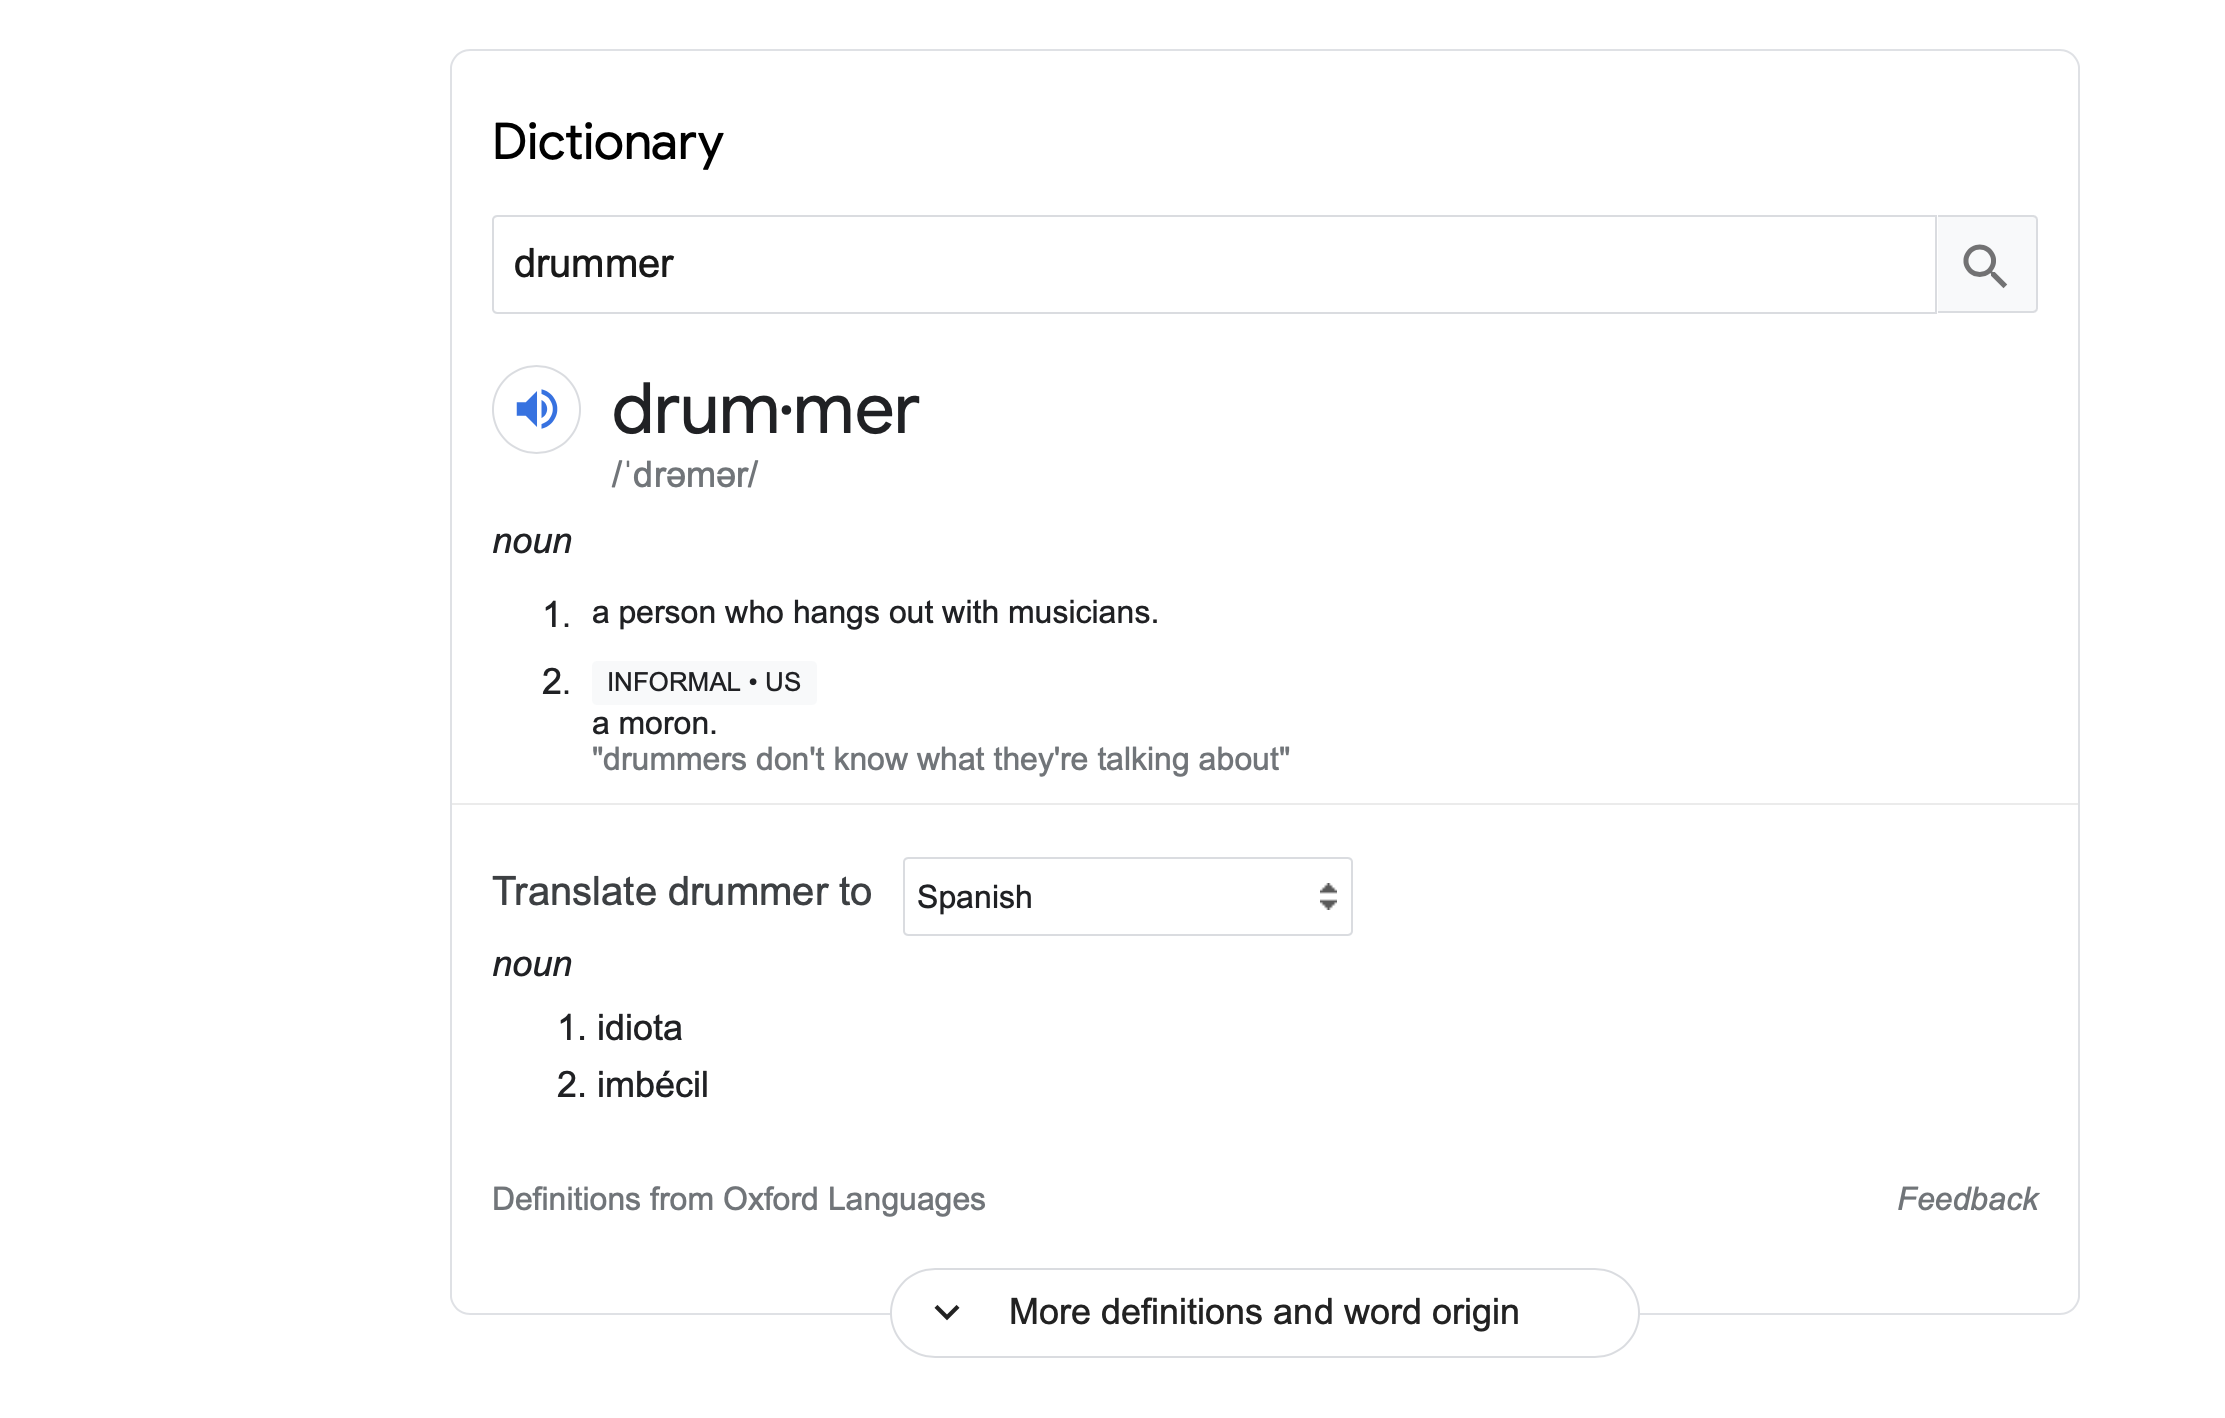 Dictionary
drummer
drum·mer
/ˈdrəmər/
noun
1. a person who hangs out with musicians.
2. INFORMAL • US
a moron.
"drummers don't know what they're talking about"
Translate drummer to Spanish
noun
1. idiota
2. imbécil
Definitions from Oxford Languages Feedback
More definitions and word origin